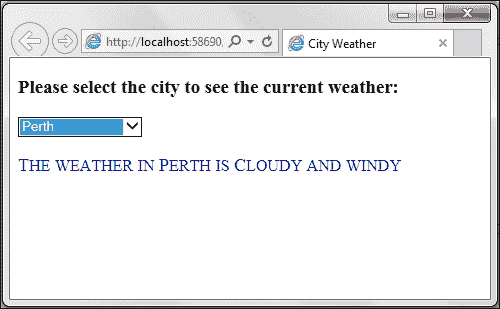 http://localhost:58690,
City Weather
Please select the city to see the current weather:
Perth
The weather in Perth is Cloudy and windy